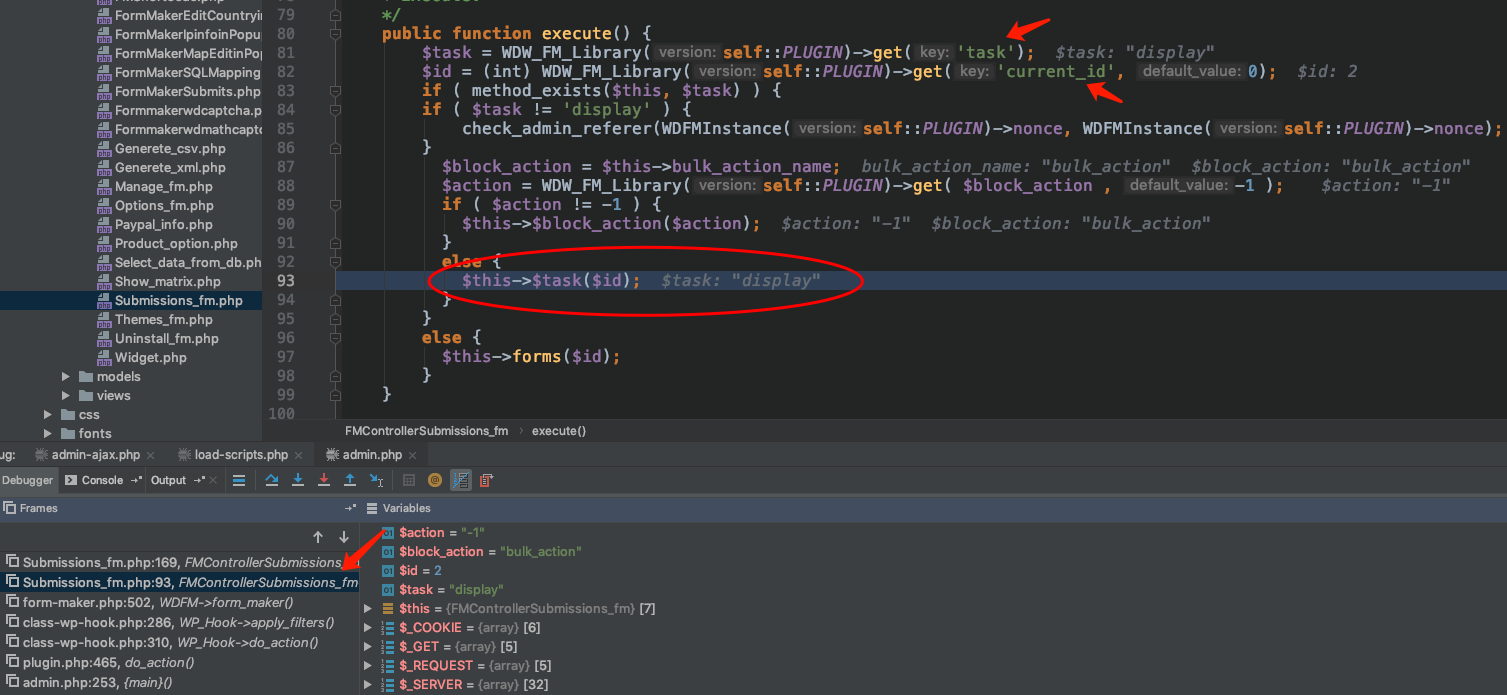 FormMakerEditCountryin
FormMakerIpinfoinPopu
FormMakerMapEditinPop
FormMakerSQLMapping
FormMakerSubmits.php
Formmakerwdcaptcha.p
Formmakerwdmathcaptc
Generete_csv.php
Generete_xml.php
Manage_fm.php
Options_fm.php
Paypal_info.php
Product_option.php
Select_data_from_db.ph
Show_matrix.php
Submissions_fm.php
Themes_fm.php
Uninstall_fm.php
Widget.php
models
views
css
fonts
79 */
80 public function execute() {
81 $task = WDW_FM_Library( version: self::PLUGIN)->get( key: 'task'); $task: "display"
82 $id = (int) WDW_FM_Library( version: self::PLUGIN)->get( key: 'current_id', default_value: 0); $id: 2
83 if ( method_exists($this, $task) ) {
84 if ( $task != 'display' ) {
85 check_admin_referer(WDFMInstance( version: self::PLUGIN)->nonce, WDFMInstance( version: self::PLUGIN)->nonce);
86 }
87 $block_action = $this->bulk_action_name; bulk_action_name: "bulk_action" $block_action: "bulk_action"
88 $action = WDW_FM_Library( version: self::PLUGIN)->get( $block_action , default_value: -1 ); $action: "-1"
89 if ( $action != -1 ) {
90 $this->$block_action($action); $action: "-1" $block_action: "bulk_action"
91 }
92 else {
93 $this->$task($id); $task: "display"
94 }
95 }
96 else {
97 $this->forms($id);
98 }
99 }
100
FMControllerSubmissions_fm › execute()
ug: admin-ajax.php × load-scripts.php × admin.php ×
Debugger Console Output
Frames
Submissions_fm.php:169, FMControllerSubmissions_
Submissions_fm.php:93, FMControllerSubmissions_fm
form-maker.php:502, WDFM->form_maker()
class-wp-hook.php:286, WP_Hook->apply_filters()
class-wp-hook.php:310, WP_Hook->do_action()
plugin.php:465, do_action()
admin.php:253, {main}()
Variables
$action = "-1"
$block_action = "bulk_action"
$id = 2
$task = "display"
$this = {FMControllerSubmissions_fm} [7]
$_COOKIE = {array} [6]
$_GET = {array} [5]
$_REQUEST = {array} [5]
$_SERVER = {array} [32]